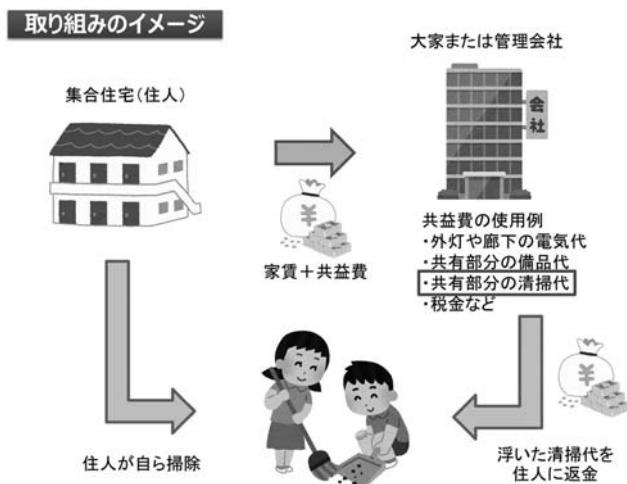 取り組みのイメージ
大家または管理会社
集合住宅(住人)
会社
¥
家賃+共益費
共益費の使用例
・外灯や廊下の電気代
・共有部分の備品代
・共有部分の清掃代
・税金など
¥
住人が自ら掃除
浮いた清掃代を
住人に返金